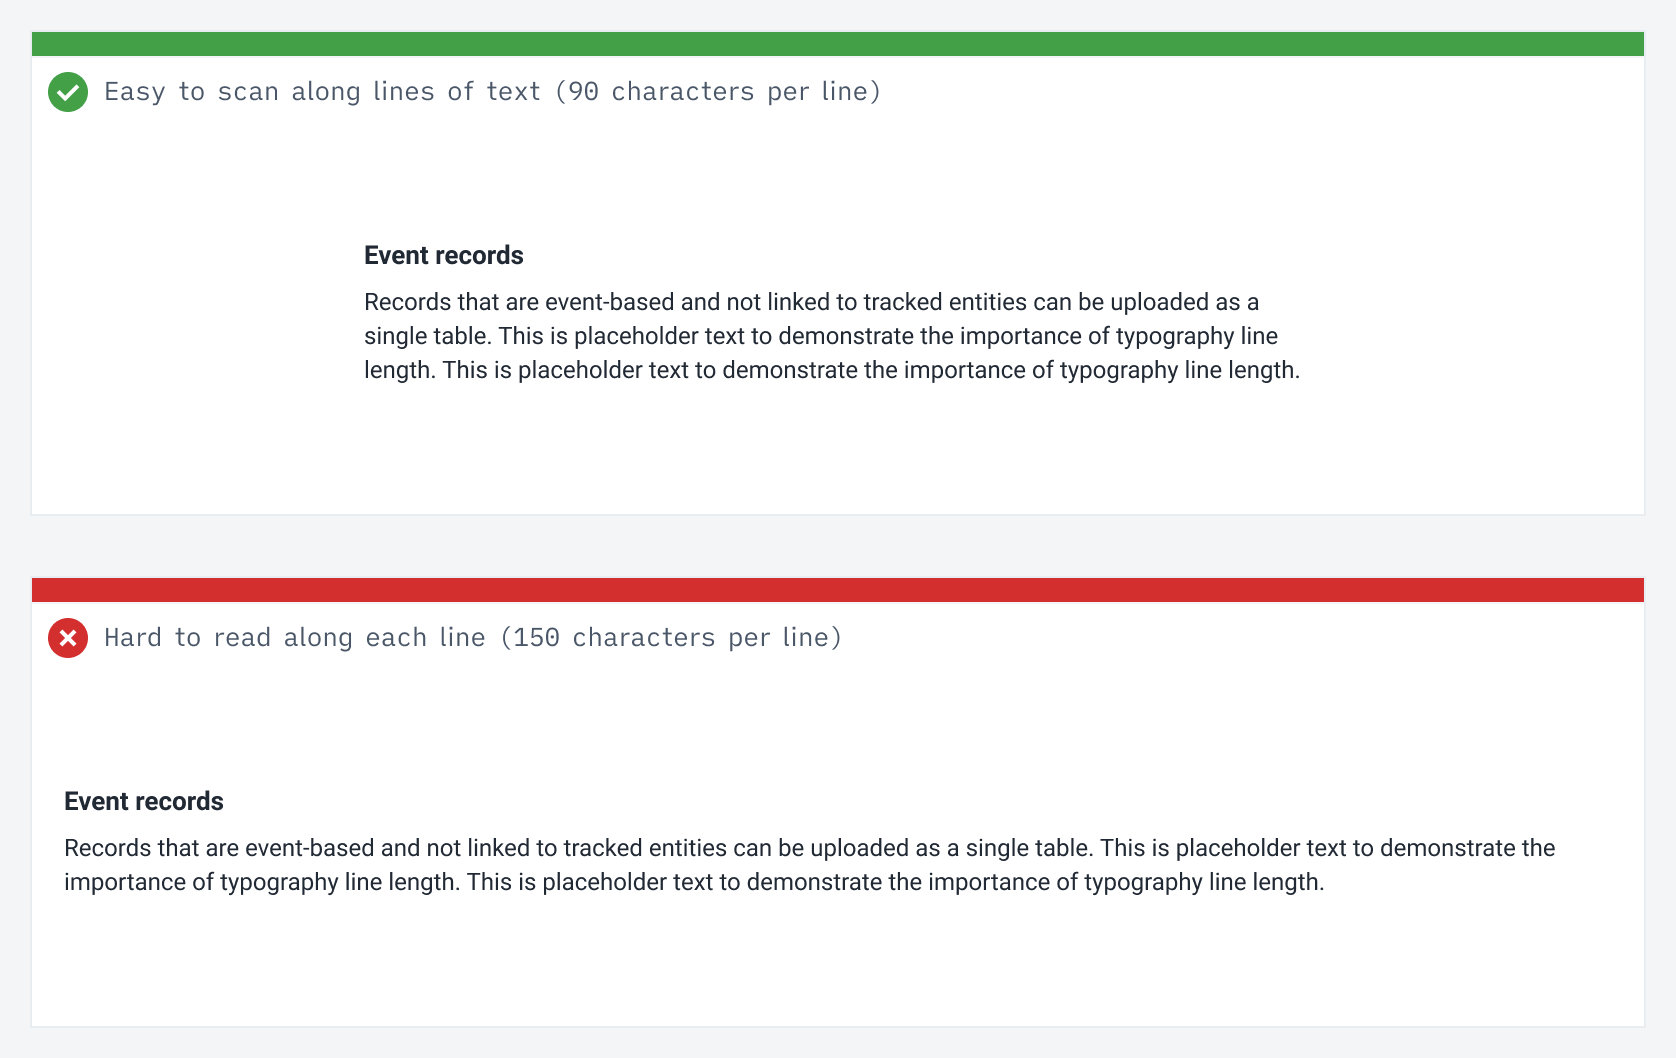 Easy to scan along lines of text (90 characters per line)
Event records
Records that are event-based and not linked to tracked entities can be uploaded as a
single table. This is placeholder text to demonstrate the importance of typography line
length. This is placeholder text to demonstrate the importance of typography line length.
Hard to read along each line (150 characters per line)
Event records
Records that are event-based and not linked to tracked entities can be uploaded as a single table. This is placeholder text to demonstrate the
importance of typography line length. This is placeholder text to demonstrate the importance of typography line length.